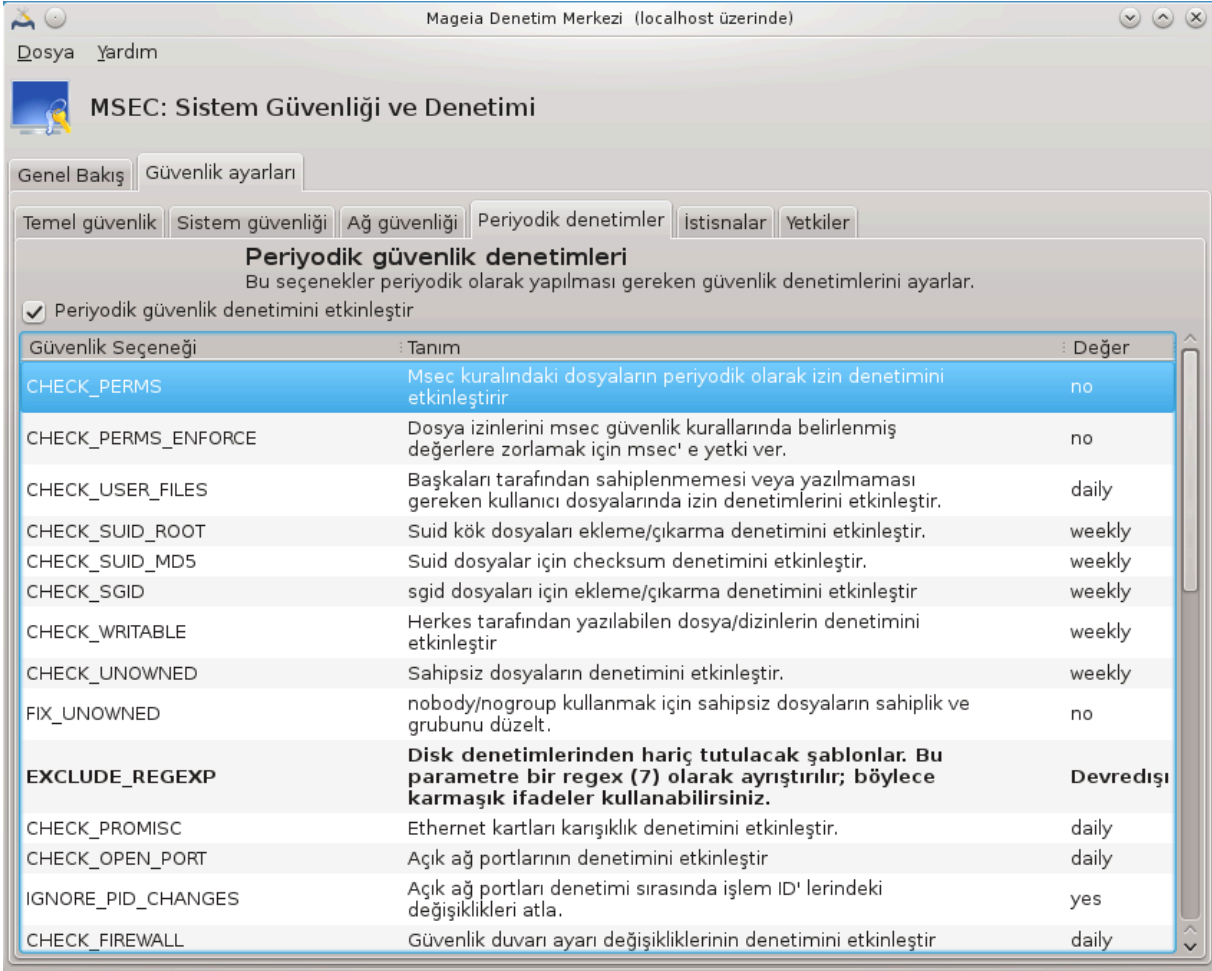 Mageia Denetim Merkezi (localhost üzerinde)
Dosya Yardım
MSEC: Sistem Güvenliği ve Denetimi
Genel Bakış Güvenlik ayarları
Temel güvenlik Sistem güvenliği Ağ güvenliği Periyodik denetimler İstisnalar Yetkiler
Periyodik güvenlik denetimleri
Bu seçenekler periyodik olarak yapılması gereken güvenlik denetimlerini ayarlar.
Periyodik güvenlik denetimini etkinleştir
Güvenlik Seçeneği Tanım Değer
CHECK_PERMS Msec kuralındaki dosyaların periyodik olarak izin denetimini no
etkinleştirir
CHECK_PERMS_ENFORCE Dosya izinlerini msec güvenlik kurallarında belirlenmiş no
değerlere zorlamak için msec' e yetki ver.
CHECK_USER_FILES Başkaları tarafından sahiplenmemesi veya yazılmaması daily
gereken kullanıcı dosyalarında izin denetimlerini etkinleştir.
CHECK_SUID_ROOT Suid kök dosyaları ekleme/çıkarma denetimini etkinleştir. weekly
CHECK_SUID_MD5 Suid dosyalar için checksum denetimini etkinleştir. weekly
CHECK_SGID sgid dosyaları için ekleme/çıkarma denetimini etkinleştir weekly
CHECK_WRITABLE Herkes tarafından yazılabilen dosya/dizinlerin denetimini weekly
etkinleştir
CHECK_UNOWNED Sahipsiz dosyaların denetimini etkinleştir. weekly
FIX_UNOWNED nobody/nogroup kullanmak için sahipsiz dosyaların sahiplik ve no
grubunu düzelt.
EXCLUDE_REGEXP Disk denetimlerinden hariç tutulacak şablonlar. Bu Devredışı
parametre bir regex (7) olarak ayrıştırılır; böylece
karmaşık ifadeler kullanabilirsiniz.
CHECK_PROMISC Ethernet kartları karışıklık denetimini etkinleştir. daily
CHECK_OPEN_PORT Açık ağ portlarının denetimini etkinleştir daily
IGNORE_PID_CHANGES Açık ağ portları denetimi sırasında işlem ID' lerindeki yes
değişiklikleri atla.
CHECK_FIREWALL Güvenlik duvarı ayarı değişikliklerinin denetimini etkinleştir daily